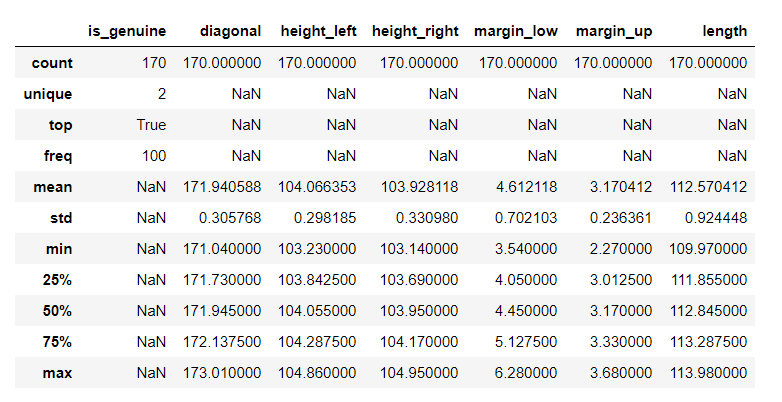 is_genuine diagonal height_left height_right margin_low margin_up length
count 170 170.000000 170.000000 170.000000 170.000000 170.000000 170.000000
unique 2 NaN NaN NaN NaN NaN NaN
top True NaN NaN NaN NaN NaN NaN
freq 100 NaN NaN NaN NaN NaN NaN
mean NaN 171.940588 104.066353 103.928118 4.612118 3.170412 112.570412
std NaN 0.305768 0.298185 0.330980 0.702103 0.236361 0.924448
min NaN 171.040000 103.230000 103.140000 3.540000 2.270000 109.970000
25% NaN 171.730000 103.842500 103.690000 4.050000 3.012500 111.855000
50% NaN 171.945000 104.055000 103.950000 4.450000 3.170000 112.845000
75% NaN 172.137500 104.287500 104.170000 5.127500 3.330000 113.287500
max NaN 173.010000 104.860000 104.950000 6.280000 3.680000 113.980000